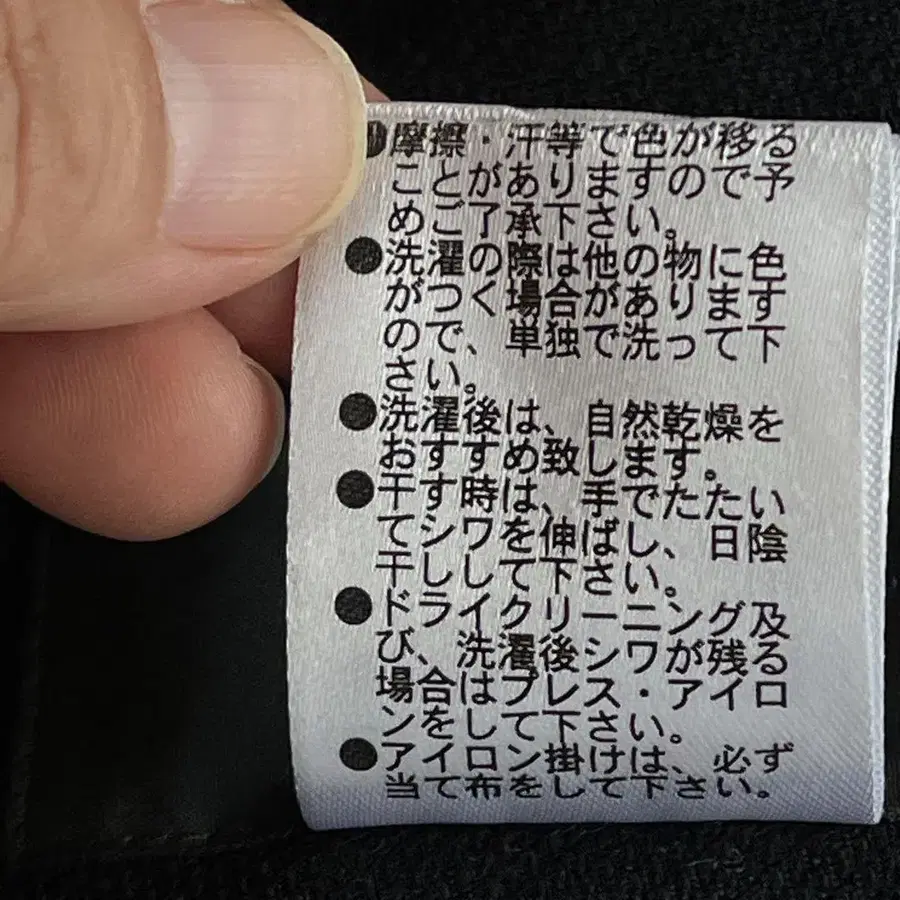 ●摩擦・汗等で色が移る
ことがありますので予
めご了承下さい。
●洗濯の際は他の物に色
がつく場合があります
ので、単独で洗って下
さい。
●洗濯後は、自然乾燥を
おすすめ致します。
●干す時は、手でたたい
てシワを伸ばし、日陰
干しして下さい。
●ドライクリーニング及
び、洗濯後シワが残る
場合はプレス・アイロ
ンをして下さい。
●アイロン掛けは、必ず
当て布をして下さい。